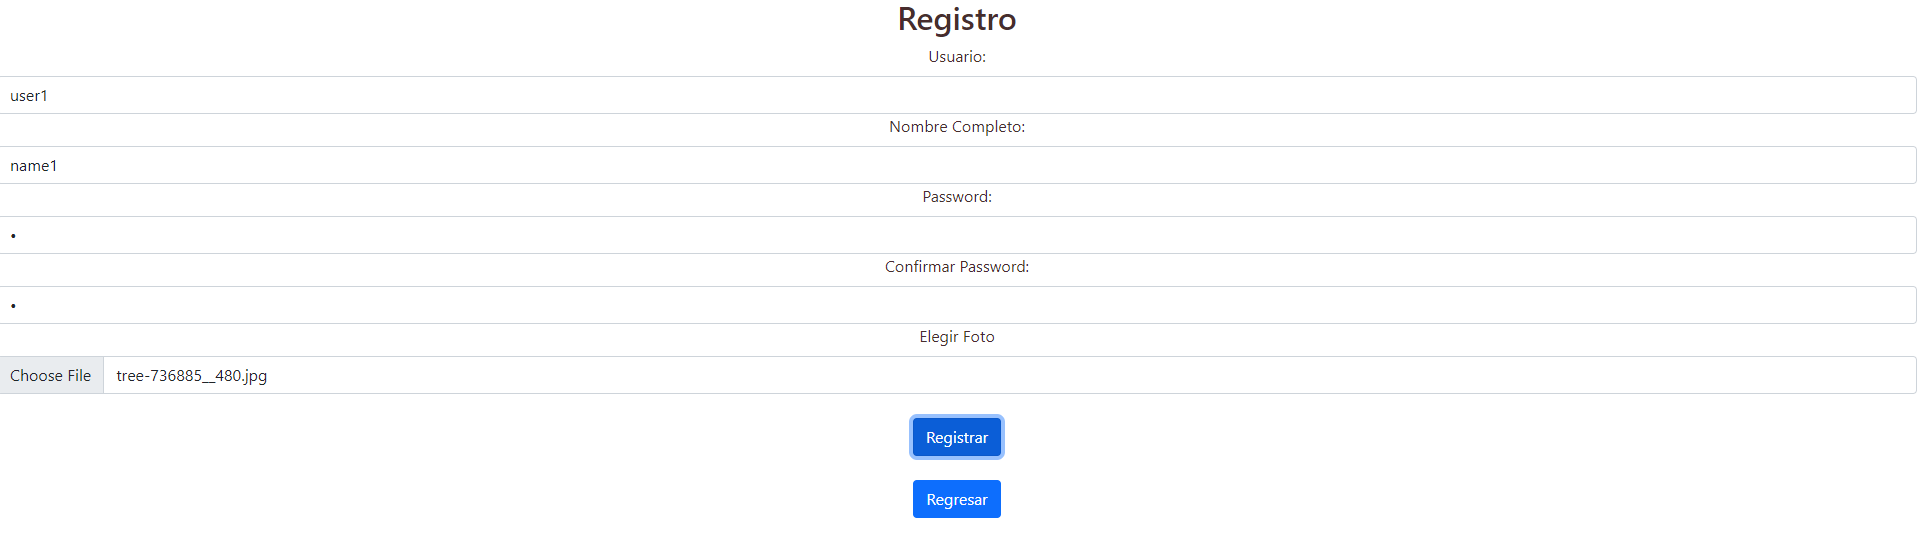 Registro
Usuario:
user1
Nombre Completo:
name1
Password:
•
Confirmar Password:
•
Elegir Foto
Choose File tree-736885__480.jpg
Registrar
Regresar